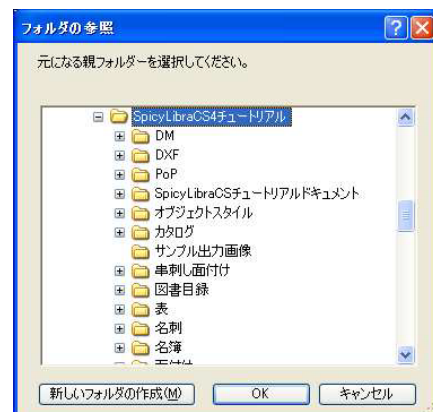 フォルダの参照
元になる親フォルダーを選択してください。
SpicyLibraCS4チュートリアル
DM
DXF
PoP
SpicyLibraCSチュートリアルドキュメント
オブジェクトスタイル
カタログ
サンプル出力画像
串刺し面付け
図書目録
表
名刺
名簿
新しいフォルダの作成(M)
OK
キャンセル